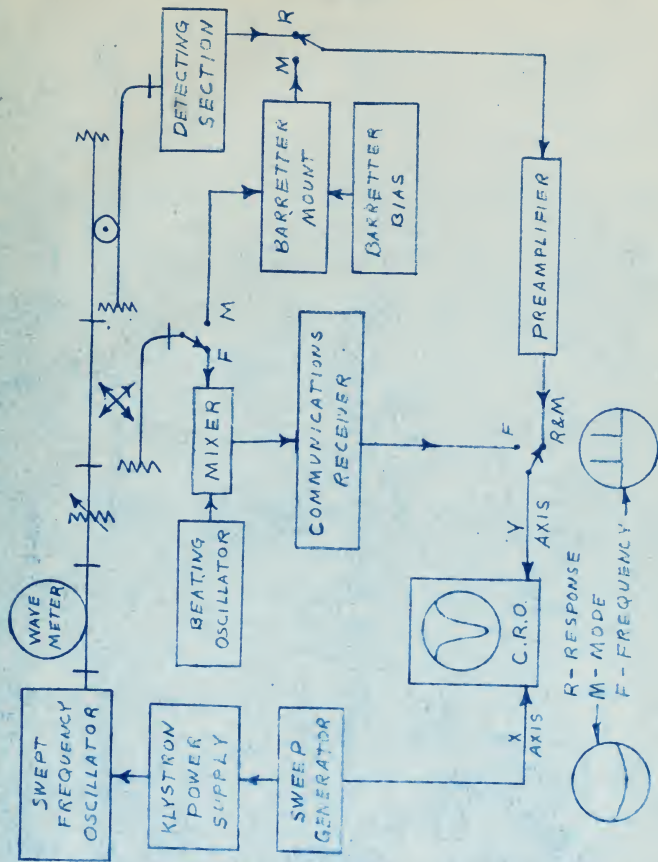 SWEPT
FREQUENCY
OSCILLATOR
WAVE
METER
KLYSTRON
POWER
SUPPLY
SWEEP
GENERATOR
BEATING
OSCILLATOR
MIXER
F
M
COMMUNICATIONS
RECEIVER
DETECTING
SECTION
M
R
BARRETTER
MOUNT
BARRETTER
BIAS
PREAMPLIFIER
F
R&M
Y
AXIS
C.R.O.
X
AXIS
R-RESPONSE
M-MODE
F-FREQUENCY